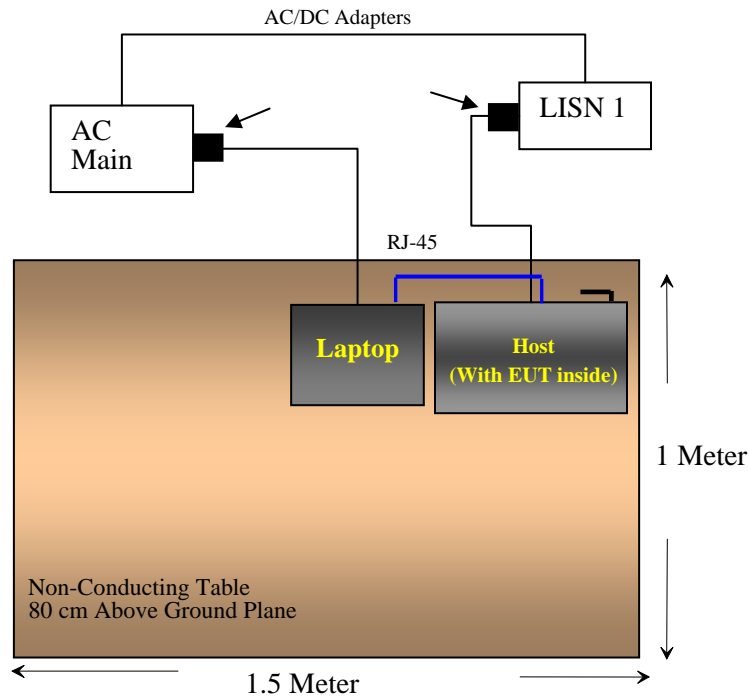 AC/DC Adapters
AC
Main
LISN 1
RJ-45
Laptop
Host
(With EUT inside)
1 Meter
Non-Conducting Table
80 cm Above Ground Plane
1.5 Meter